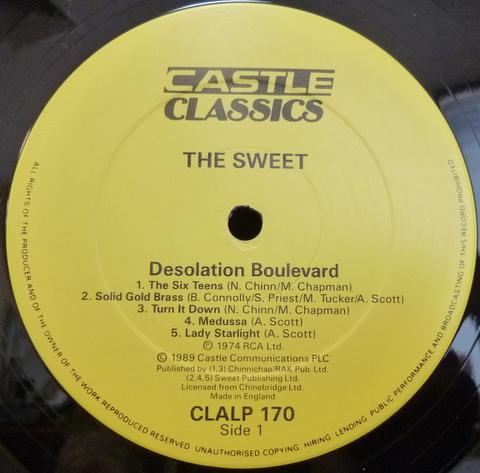 CASTLE
CLASSICS
THE SWEET
Desolation Boulevard
1. The Six Teens (N. Chinn/M. Chapman)
2. Solid Gold Brass (B. Connolly/S. Priest/M. Tucker/A. Scott)
3. Turn It Down (N. Chinn/M. Chapman)
4. Medussa (A. Scott)
5. Lady Starlight (A. Scott)
℗ 1974 RCA Ltd.
© 1989 Castle Communications PLC
Published by (1,3) Chinnichap/RAK Pub. Ltd.
(2,4,5) Sweet Publishing Ltd.
Licensed from Chinebridge Ltd.
Made in England
CLALP 170
Side 1
ALL RIGHTS OF THE PRODUCER AND OF THE OWNER OF THE WORK REPRODUCED RESERVED UNAUTHORISED COPYING HIRING LENDING PUBLIC PERFORMANCE AND BROADCASTING OF THIS RECORD PROHIBITED